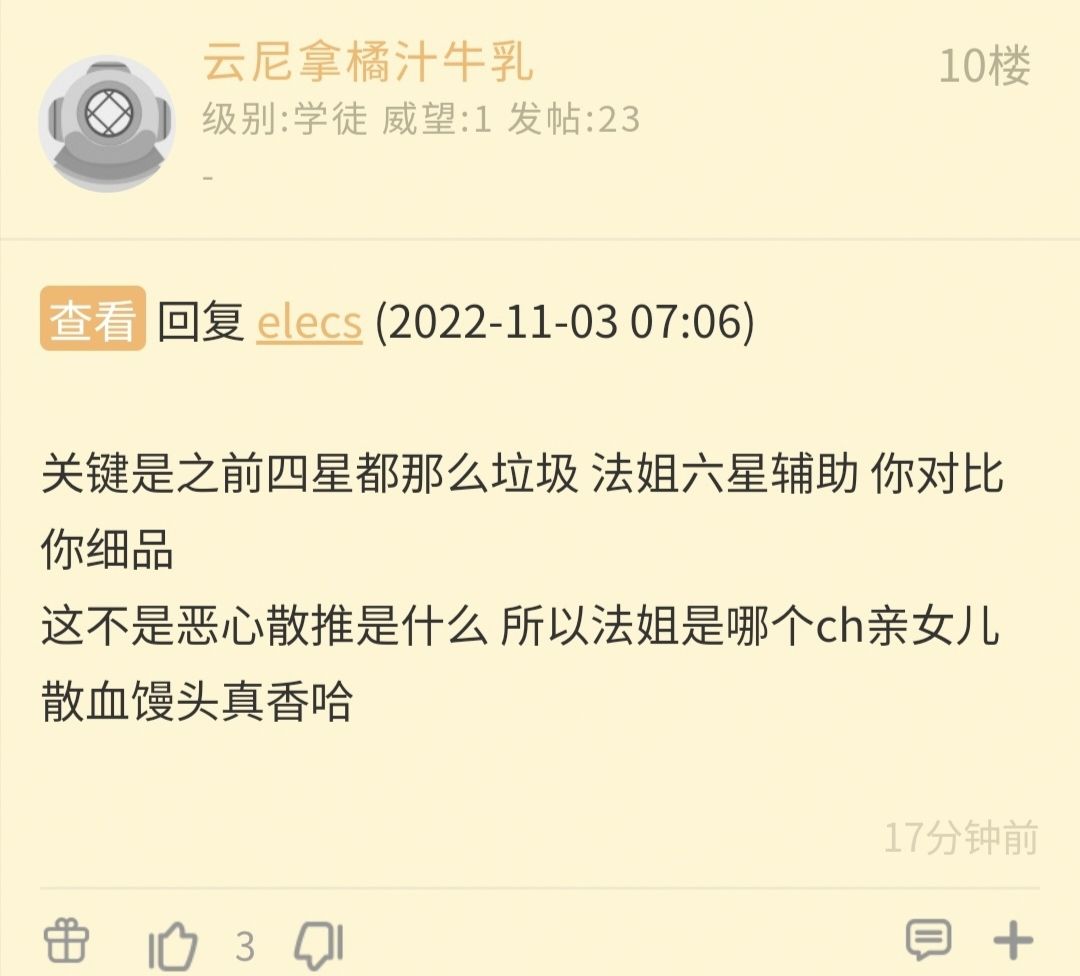 云尼拿橘汁牛乳
10楼
级别:学徒 威望:1 发帖:23
-
查看 回复 elecs (2022-11-03 07:06)
关键是之前四星都那么垃圾 法姐六星辅助 你对比
你细品
这不是恶心散推是什么 所以法姐是哪个ch亲女儿
散血馒头真香哈
17分钟前
3